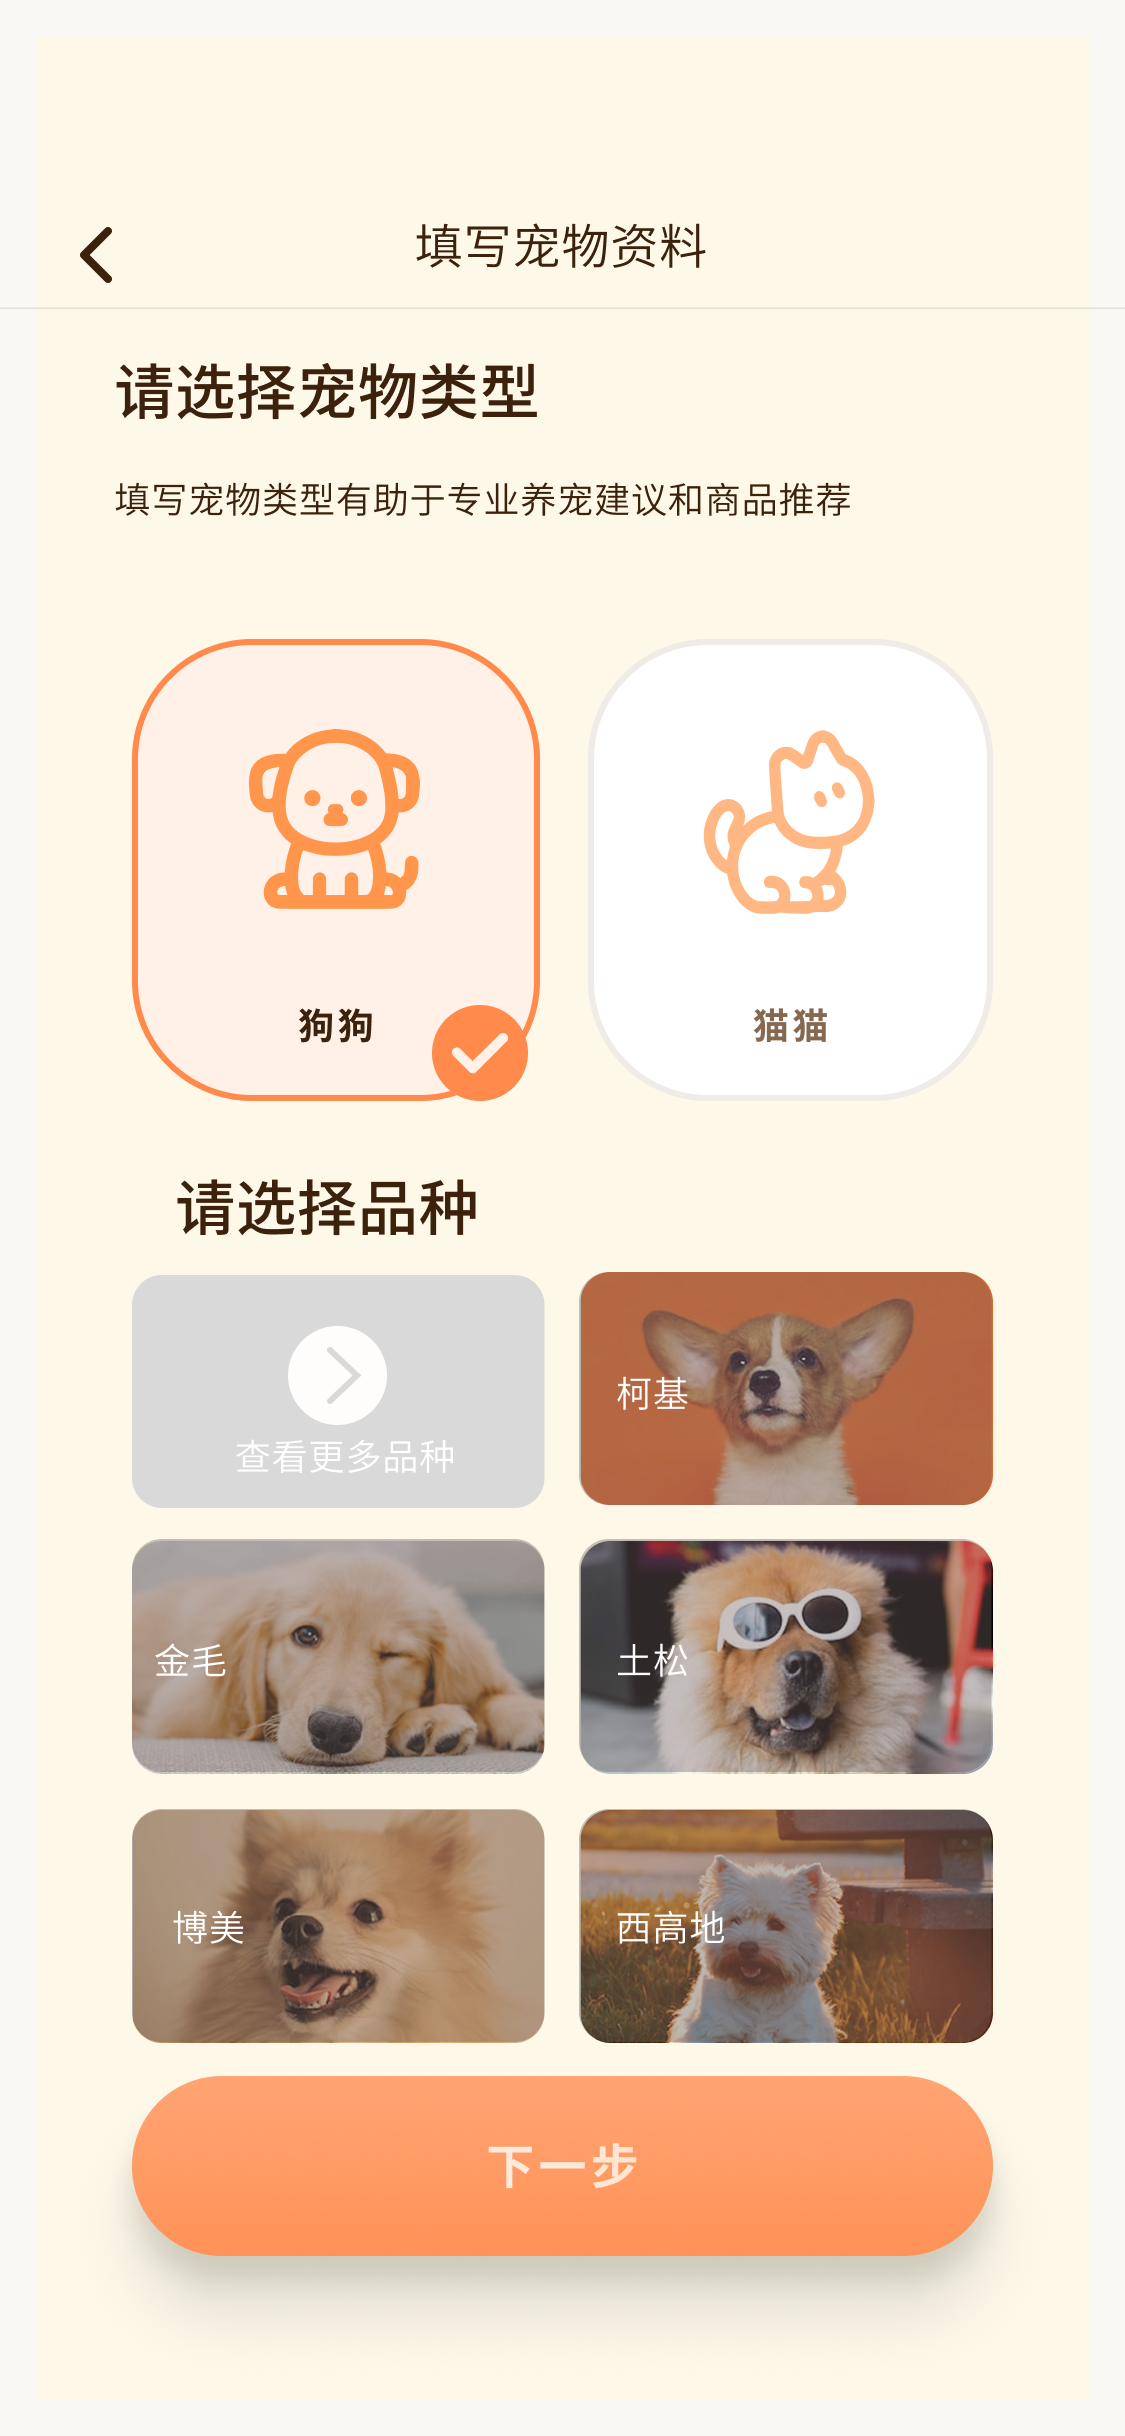 填写宠物资料
请选择宠物类型
填写宠物类型有助于专业养宠建议和商品推荐
狗狗
猫猫
请选择品种
查看更多品种
柯基
金毛
土松
博美
西高地
下一步